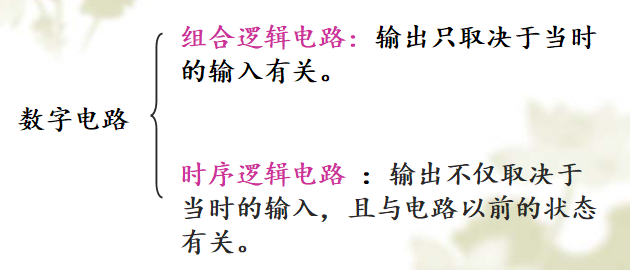 数字电路
组合逻辑电路：输出只取决于当时
的输入有关。
时序逻辑电路 ：输出不仅取决于
当时的输入，且与电路以前的状态
有关。